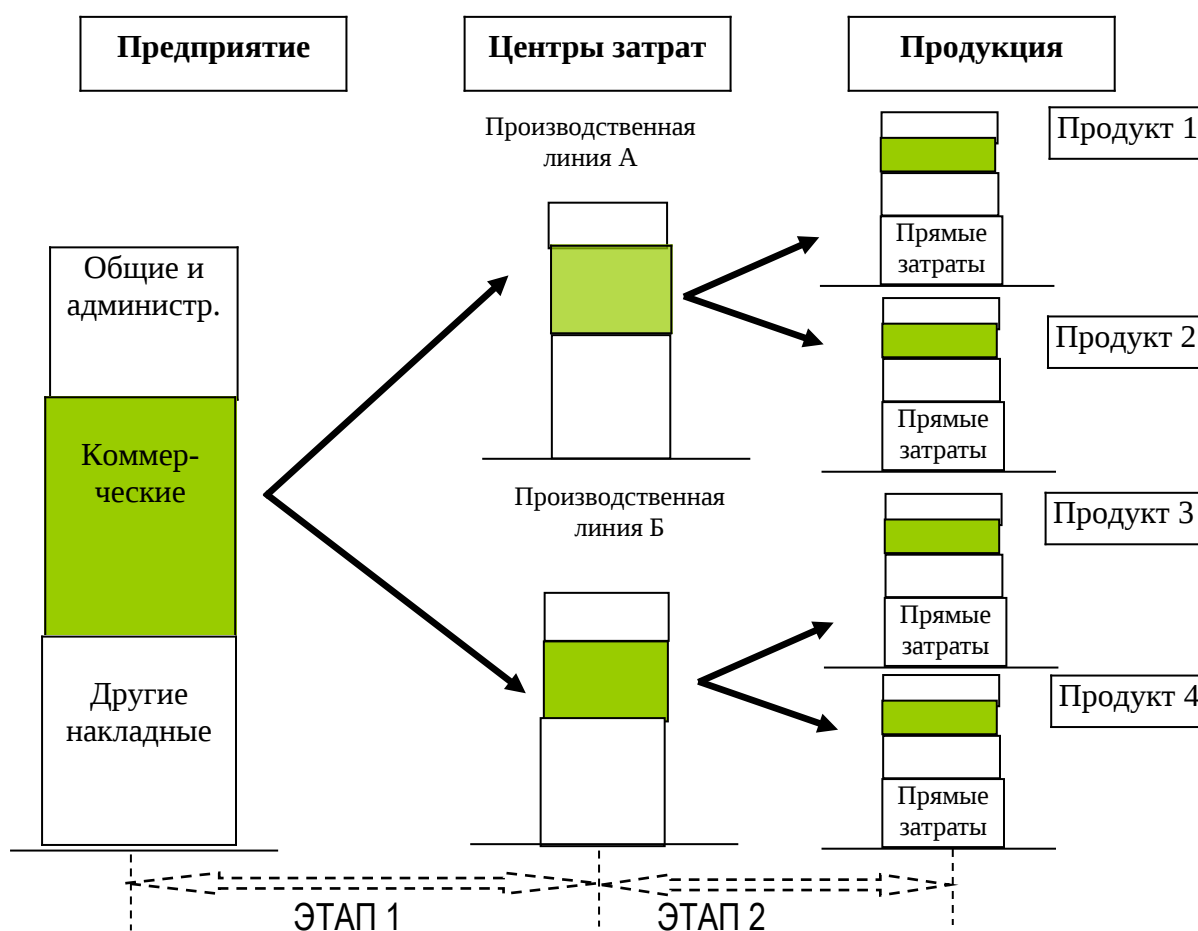 Предприятие
Центры затрат
Продукция
Производственная
линия А
Продукт 1
Прямые
затраты
Общие и
администр.
Продукт 2
Прямые
затраты
Коммер-
ческие
Производственная
линия Б
Продукт 3
Прямые
затраты
Другие
накладные
Продукт 4
Прямые
затраты
ЭТАП 1
ЭТАП 2